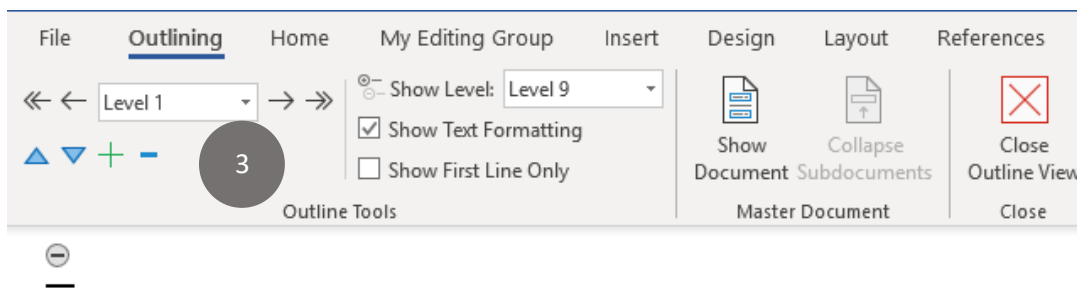 File Outlining Home My Editing Group Insert Design Layout References
Level 1
Show Level: Level 9
Show Text Formatting
Show First Line Only
3
Outline Tools
Show
Document
Collapse
Subdocuments
Master Document
Close
Outline View
Close